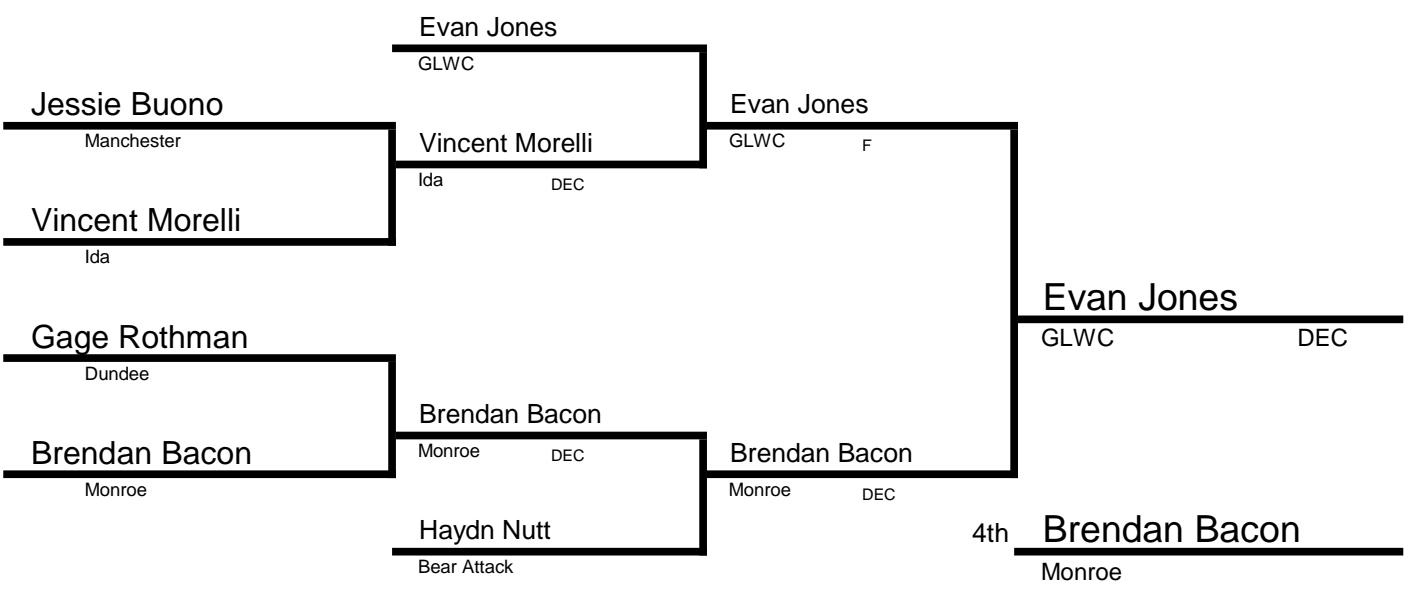 Evan Jones
GLWC
Jessie Buono
Evan Jones
Manchester
Vincent Morelli
GLWC F
Ida DEC
Vincent Morelli
Ida
Evan Jones
GLWC DEC
Gage Rothman
Dundee
Brendan Bacon
Monroe DEC
Brendan Bacon
Brendan Bacon
Monroe
Monroe DEC
Haydn Nutt
4th Brendan Bacon
Bear Attack
Monroe